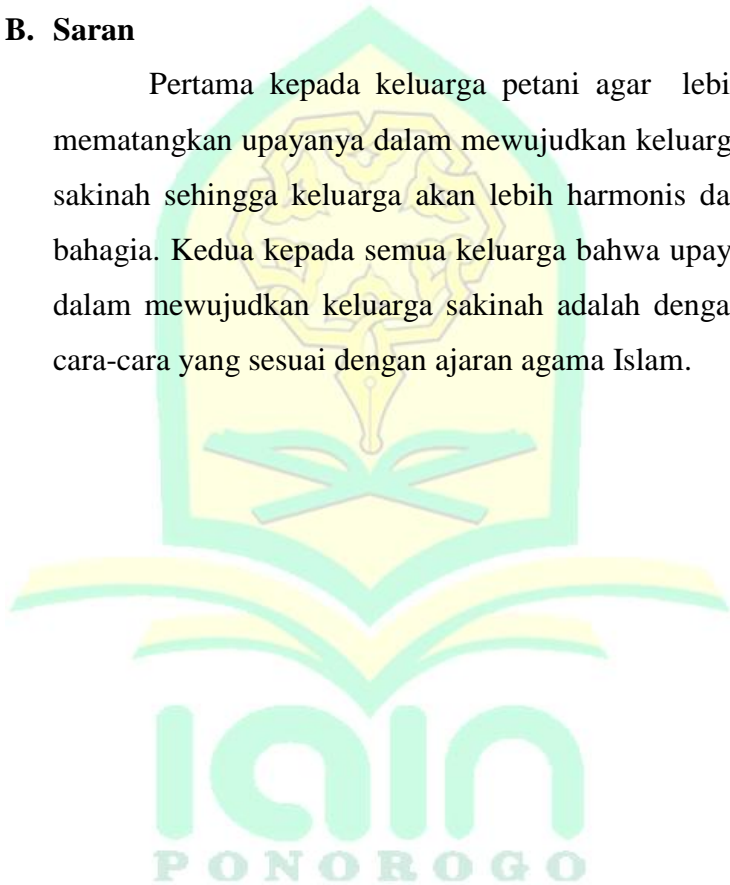 B. Saran
Pertama kepada keluarga petani agar lebi
mematangkan upayanya dalam mewujudkan keluarg
sakinah sehingga keluarga akan lebih harmonis da
bahagia. Kedua kepada semua keluarga bahwa upay
dalam mewujudkan keluarga sakinah adalah denga
cara-cara yang sesuai dengan ajaran agama Islam.
iain
PONOROGO